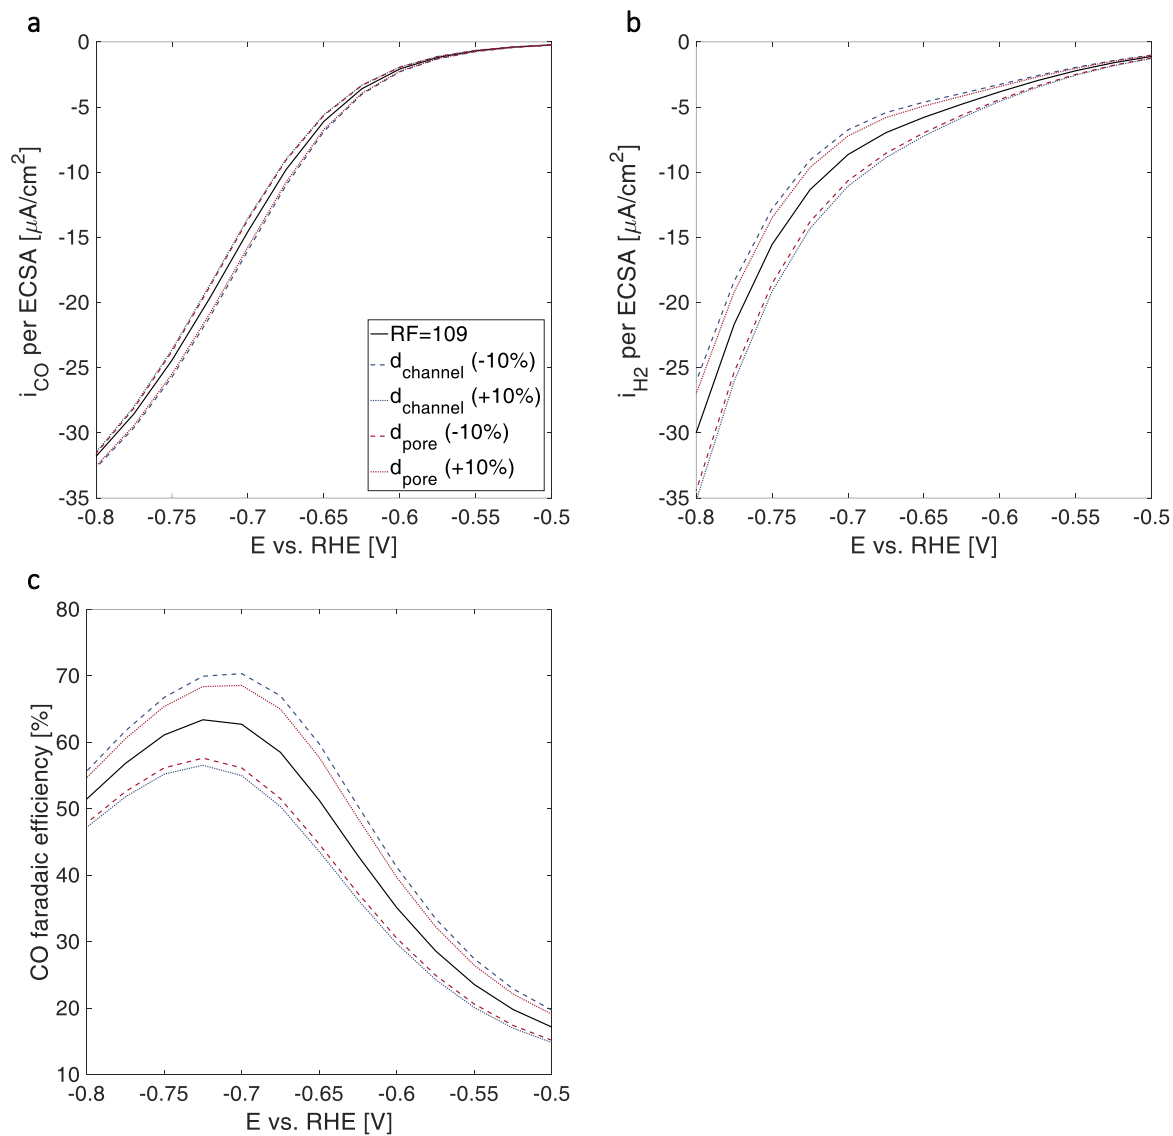 a
0
-5
-10
-15
-20
-25
-30
-35
-0.8 -0.75 -0.7 -0.65 -0.6 -0.55 -0.5
E vs. RHE [V]
i_CO per ECSA [μA/cm²]
RF=109
d_channel (-10%)
d_channel (+10%)
d_pore (-10%)
d_pore (+10%)
b
0
-5
-10
-15
-20
-25
-30
-35
-0.8 -0.75 -0.7 -0.65 -0.6 -0.55 -0.5
E vs. RHE [V]
i_H2 per ECSA [μA/cm²]
c
80
70
60
50
40
30
20
10
-0.8 -0.75 -0.7 -0.65 -0.6 -0.55 -0.5
E vs. RHE [V]
CO faradaic efficiency [%]